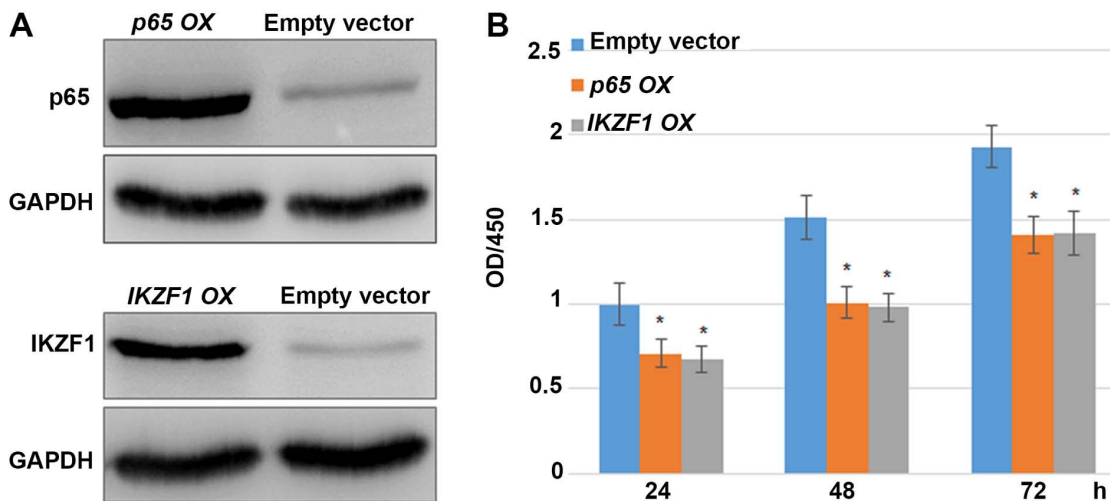 A
p65 OX Empty vector
p65
GAPDH
IKZF1 OX Empty vector
IKZF1
GAPDH
B
Empty vector
p65 OX
IKZF1 OX
OD/450
2.5
2
1.5
1
0.5
0
* *
* *
* *
24 48 72 h